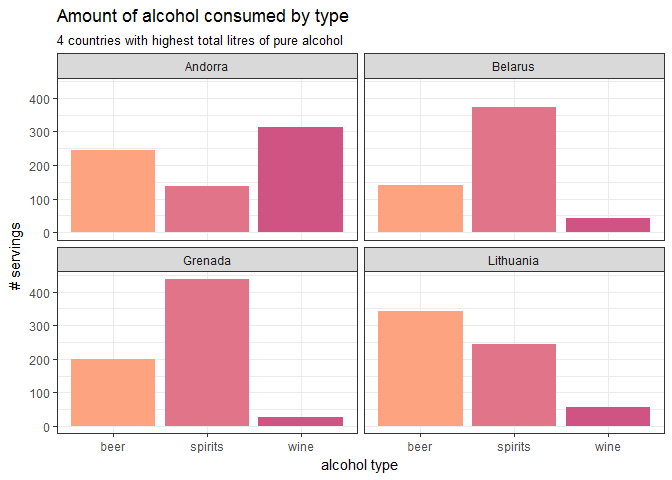 Amount of alcohol consumed by type
4 countries with highest total litres of pure alcohol
Andorra
Belarus
400
300
200
100
0
Grenada
Lithuania
400
300
200
100
0
# servings
beer spirits wine
beer spirits wine
alcohol type